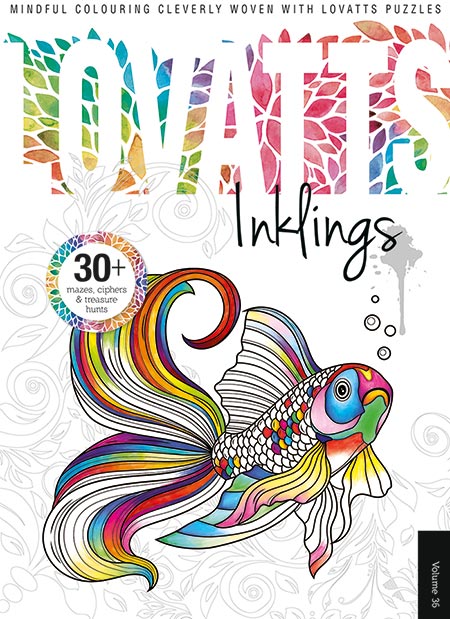 MINDFUL COLOURING CLEVERLY WOVEN WITH LOVATTS PUZZLES
LOVATTS
Inklings
30+
mazes, ciphers
& treasure
hunts
Volume 36